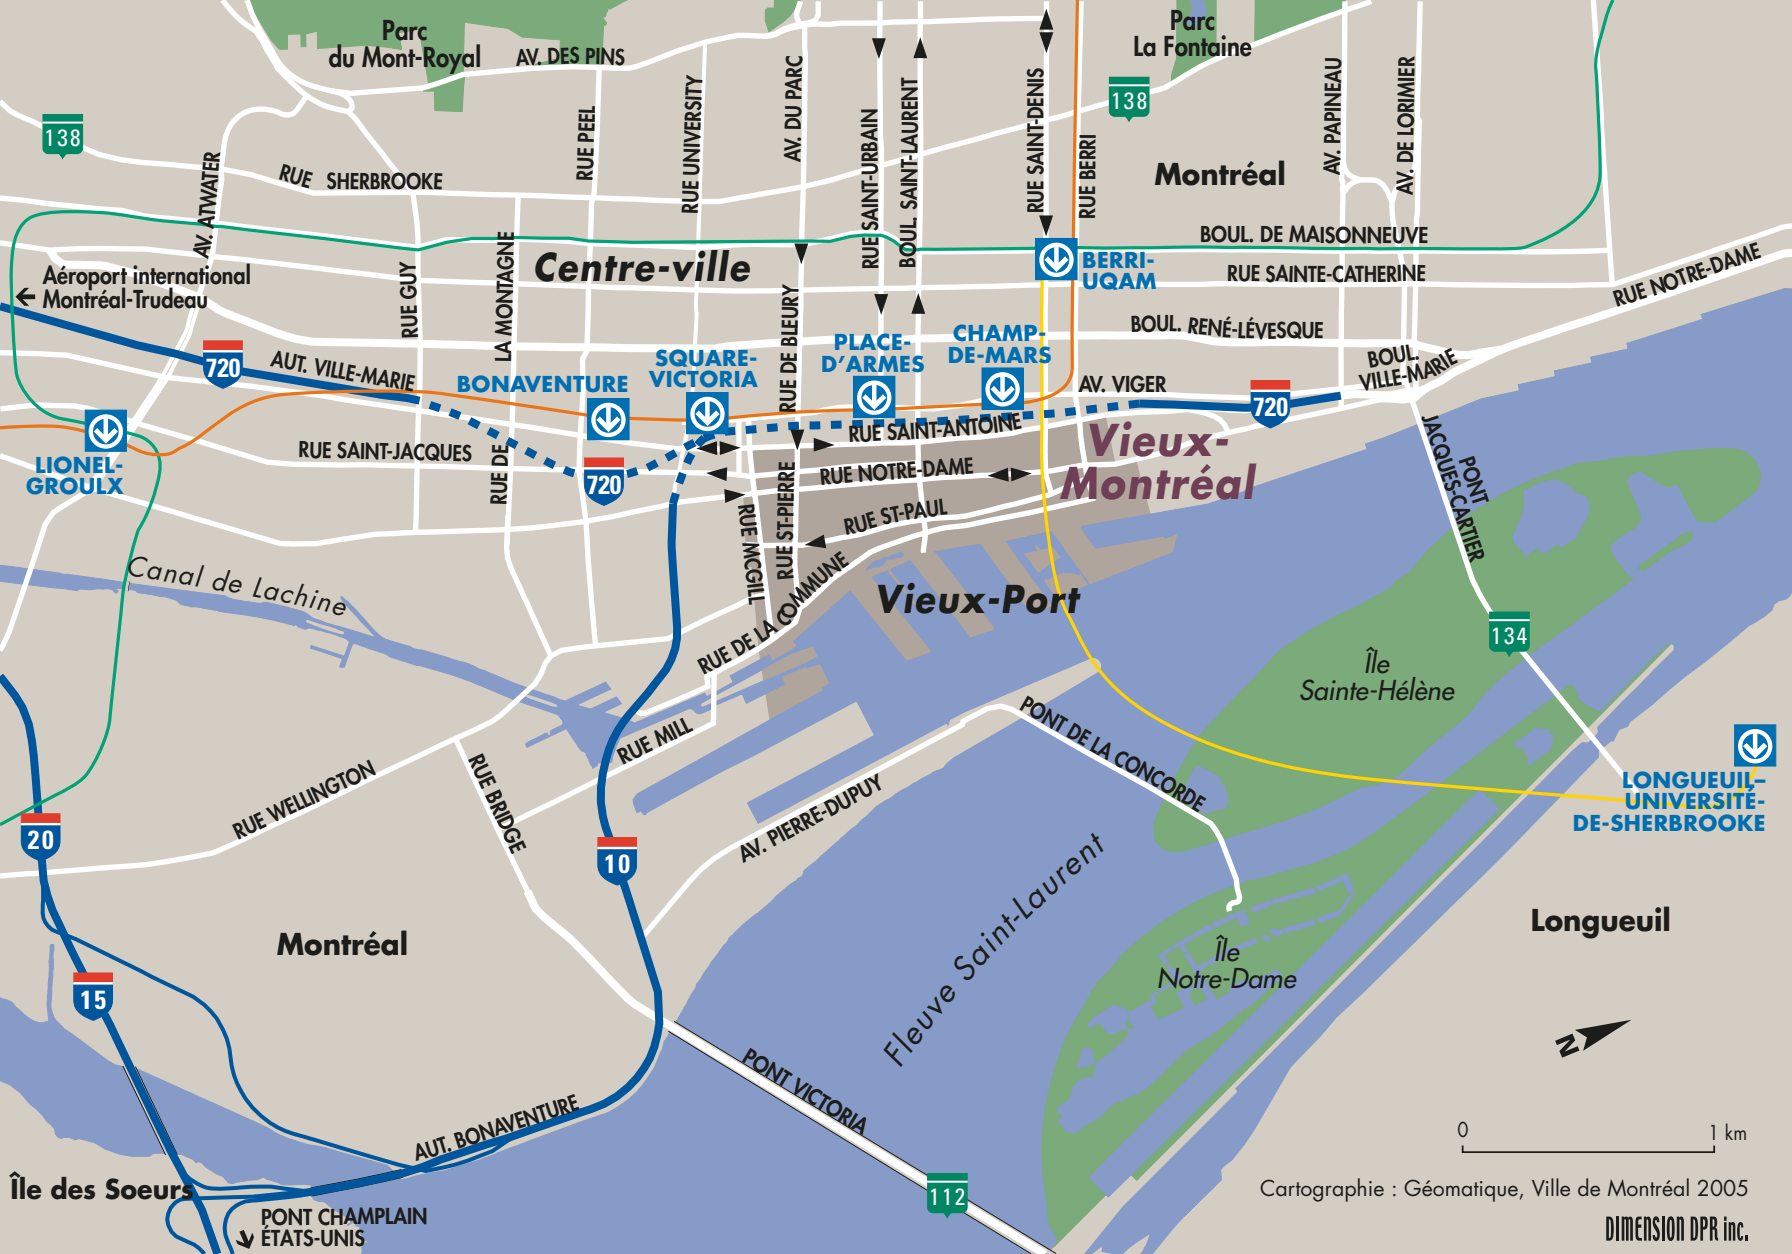 Parc
du Mont-Royal
AV. DES PINS
Parc
La Fontaine
138
138
RUE SHERBROOKE
AV. ATWATER
RUE PEEL
RUE UNIVERSITY
AV. DU PARC
RUE SAINT-URBAIN
BOUL. SAINT-LAURENT
RUE SAINT-DENIS
RUE BERRI
AV. PAPINEAU
AV. DE LORIMIER
Montréal
BOUL. DE MAISONNEUVE
BERRI-
UQAM
RUE SAINTE-CATHERINE
RUE NOTRE-DAME
Centre-ville
Aéroport international
Montréal-Trudeau
RUE GUY
RUE DE LA MONTAGNE
RUE DE BLEURY
BOUL. RENÉ-LÉVESQUE
BOUL.
VILLE-MARIE
720
AUT. VILLE-MARIE
BONAVENTURE
SQUARE-
VICTORIA
PLACE-
D'ARMES
CHAMP-
DE-MARS
AV. VIGER
720
RUE SAINT-ANTOINE
Vieux-
Montréal
LIONEL-
GROULX
RUE SAINT-JACQUES
720
RUE NOTRE-DAME
RUE ST-PAUL
RUE MCGILL
RUE ST-PIERRE
RUE DE LA COMMUNE
Vieux-Port
PONT
JACQUES-CARTIER
134
Canal de Lachine
Île
Sainte-Hélène
RUE MILL
RUE WELLINGTON
RUE BRIDGE
AV. PIERRE-DUPUY
PONT DE LA CONCORDE
LONGUEUIL–
UNIVERSITÉ-
DE-SHERBROOKE
20
10
15
Montréal
Fleuve Saint-Laurent
Île
Notre-Dame
Longueuil
N
PONT VICTORIA
112
AUT. BONAVENTURE
Île des Soeurs
PONT CHAMPLAIN
ÉTATS-UNIS
0 1 km
Cartographie : Géomatique, Ville de Montréal 2005
DIMENSION DPR inc.